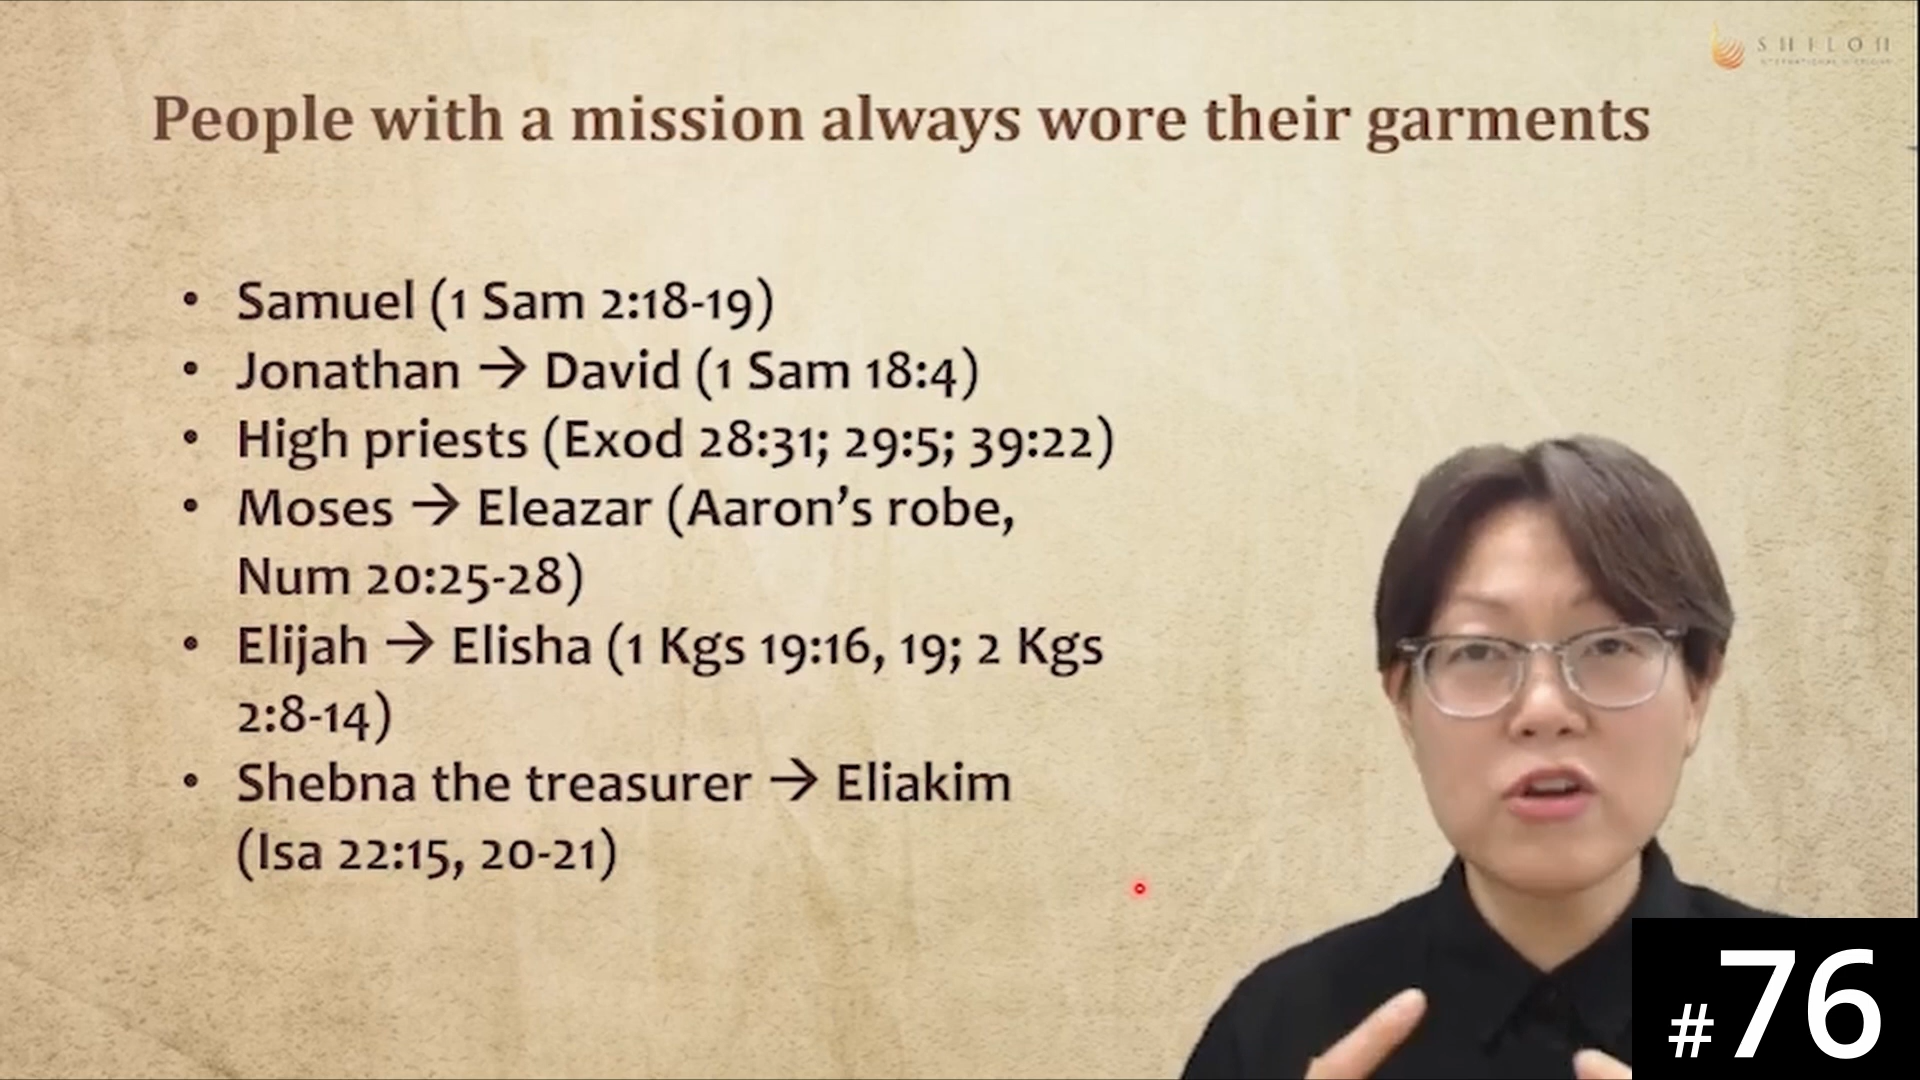 SHILOH
People with a mission always wore their garments
• Samuel (1 Sam 2:18-19)
• Jonathan → David (1 Sam 18:4)
• High priests (Exod 28:31; 29:5; 39:22)
• Moses → Eleazar (Aaron's robe,
Num 20:25-28)
• Elijah → Elisha (1 Kgs 19:16, 19; 2 Kgs
2:8-14)
• Shebna the treasurer → Eliakim
(Isa 22:15, 20-21)
#76